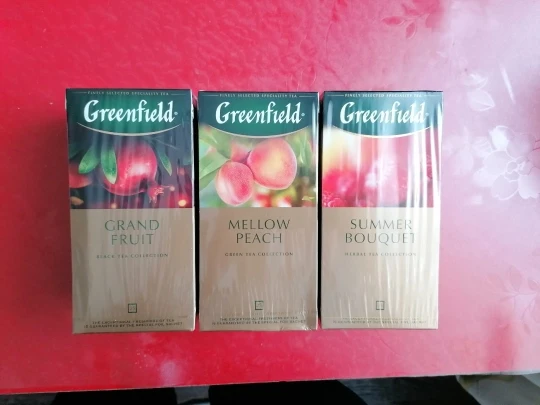 FINELY SELECTED SPECIALITY TEA
Greenfield
GRAND
FRUIT
BLACK TEA COLLECTION
FINELY SELECTED SPECIALITY TEA
Greenfield
MELLOW
PEACH
GREEN TEA COLLECTION
FINELY SELECTED SPECIALITY TEA
Greenfield
SUMMER
BOUQUET
HERBAL TEA COLLECTION